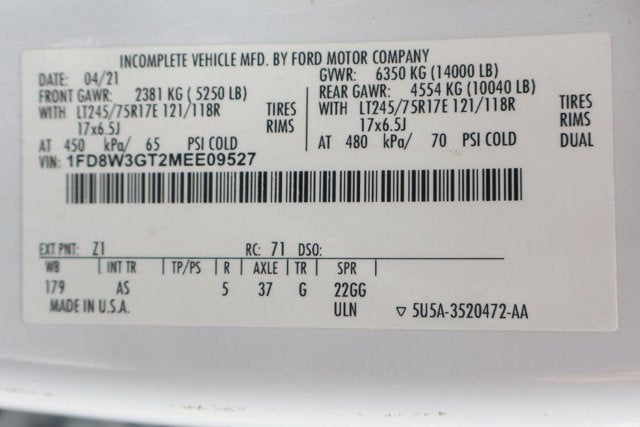 INCOMPLETE VEHICLE MFD. BY FORD MOTOR COMPANY
DATE: 04/21 GVWR: 6350 KG (14000 LB)
FRONT GAWR: 2381 KG ( 5250 LB) REAR GAWR: 4554 KG (10040 LB)
WITH LT245/75R17E 121/118R TIRES WITH LT245/75R17E 121/118R TIRES
17x6.5J RIMS 17x6.5J RIMS
AT 450 kPa/ 65 PSI COLD AT 480 kPa/ 70 PSI COLD DUAL
VIN: 1FD8W3GT2MEE09527
EXT PNT: Z1 RC: 71 DSO:
WB | INT TR | TP/PS | R | AXLE | TR | SPR |
179 AS 5 37 G 22GG
MADE IN U.S.A. ULN ▽ 5U5A-3520472-AA